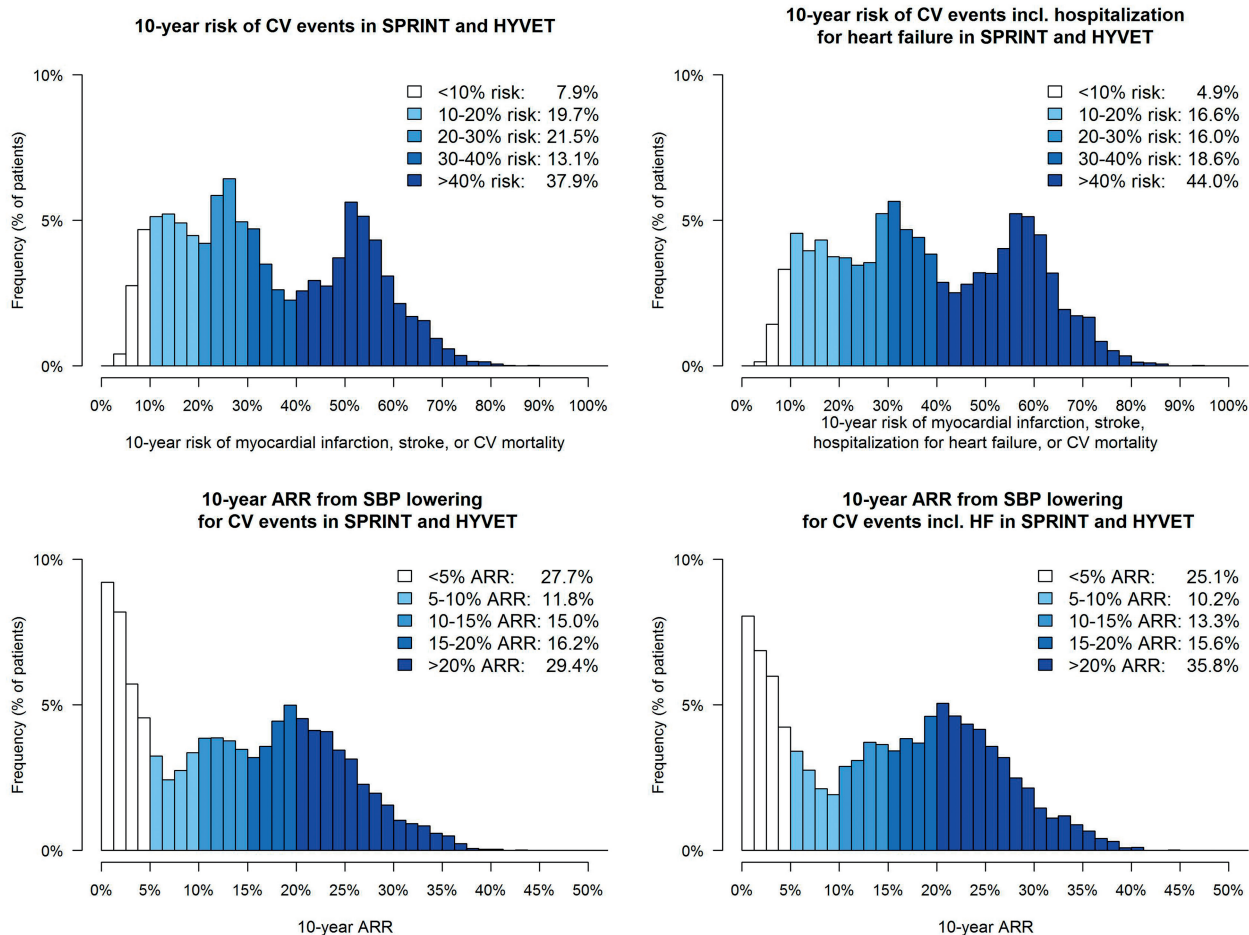 10-year risk of CV events in SPRINT and HYVET
10%
5%
0%
Frequency (% of patients)
<10% risk: 7.9%
10-20% risk: 19.7%
20-30% risk: 21.5%
30-40% risk: 13.1%
>40% risk: 37.9%
0% 10% 20% 30% 40% 50% 60% 70% 80% 90% 100%
10-year risk of myocardial infarction, stroke, or CV mortality
10-year risk of CV events incl. hospitalization
for heart failure in SPRINT and HYVET
10%
5%
0%
Frequency (% of patients)
<10% risk: 4.9%
10-20% risk: 16.6%
20-30% risk: 16.0%
30-40% risk: 18.6%
>40% risk: 44.0%
0% 10% 20% 30% 40% 50% 60% 70% 80% 90% 100%
10-year risk of myocardial infarction, stroke,
hospitalization for heart failure, or CV mortality
10-year ARR from SBP lowering
for CV events in SPRINT and HYVET
10%
5%
0%
Frequency (% of patients)
<5% ARR: 27.7%
5-10% ARR: 11.8%
10-15% ARR: 15.0%
15-20% ARR: 16.2%
>20% ARR: 29.4%
0% 5% 10% 15% 20% 25% 30% 35% 40% 45% 50%
10-year ARR
10-year ARR from SBP lowering
for CV events incl. HF in SPRINT and HYVET
10%
5%
0%
Frequency (% of patients)
<5% ARR: 25.1%
5-10% ARR: 10.2%
10-15% ARR: 13.3%
15-20% ARR: 15.6%
>20% ARR: 35.8%
0% 5% 10% 15% 20% 25% 30% 35% 40% 45% 50%
10-year ARR